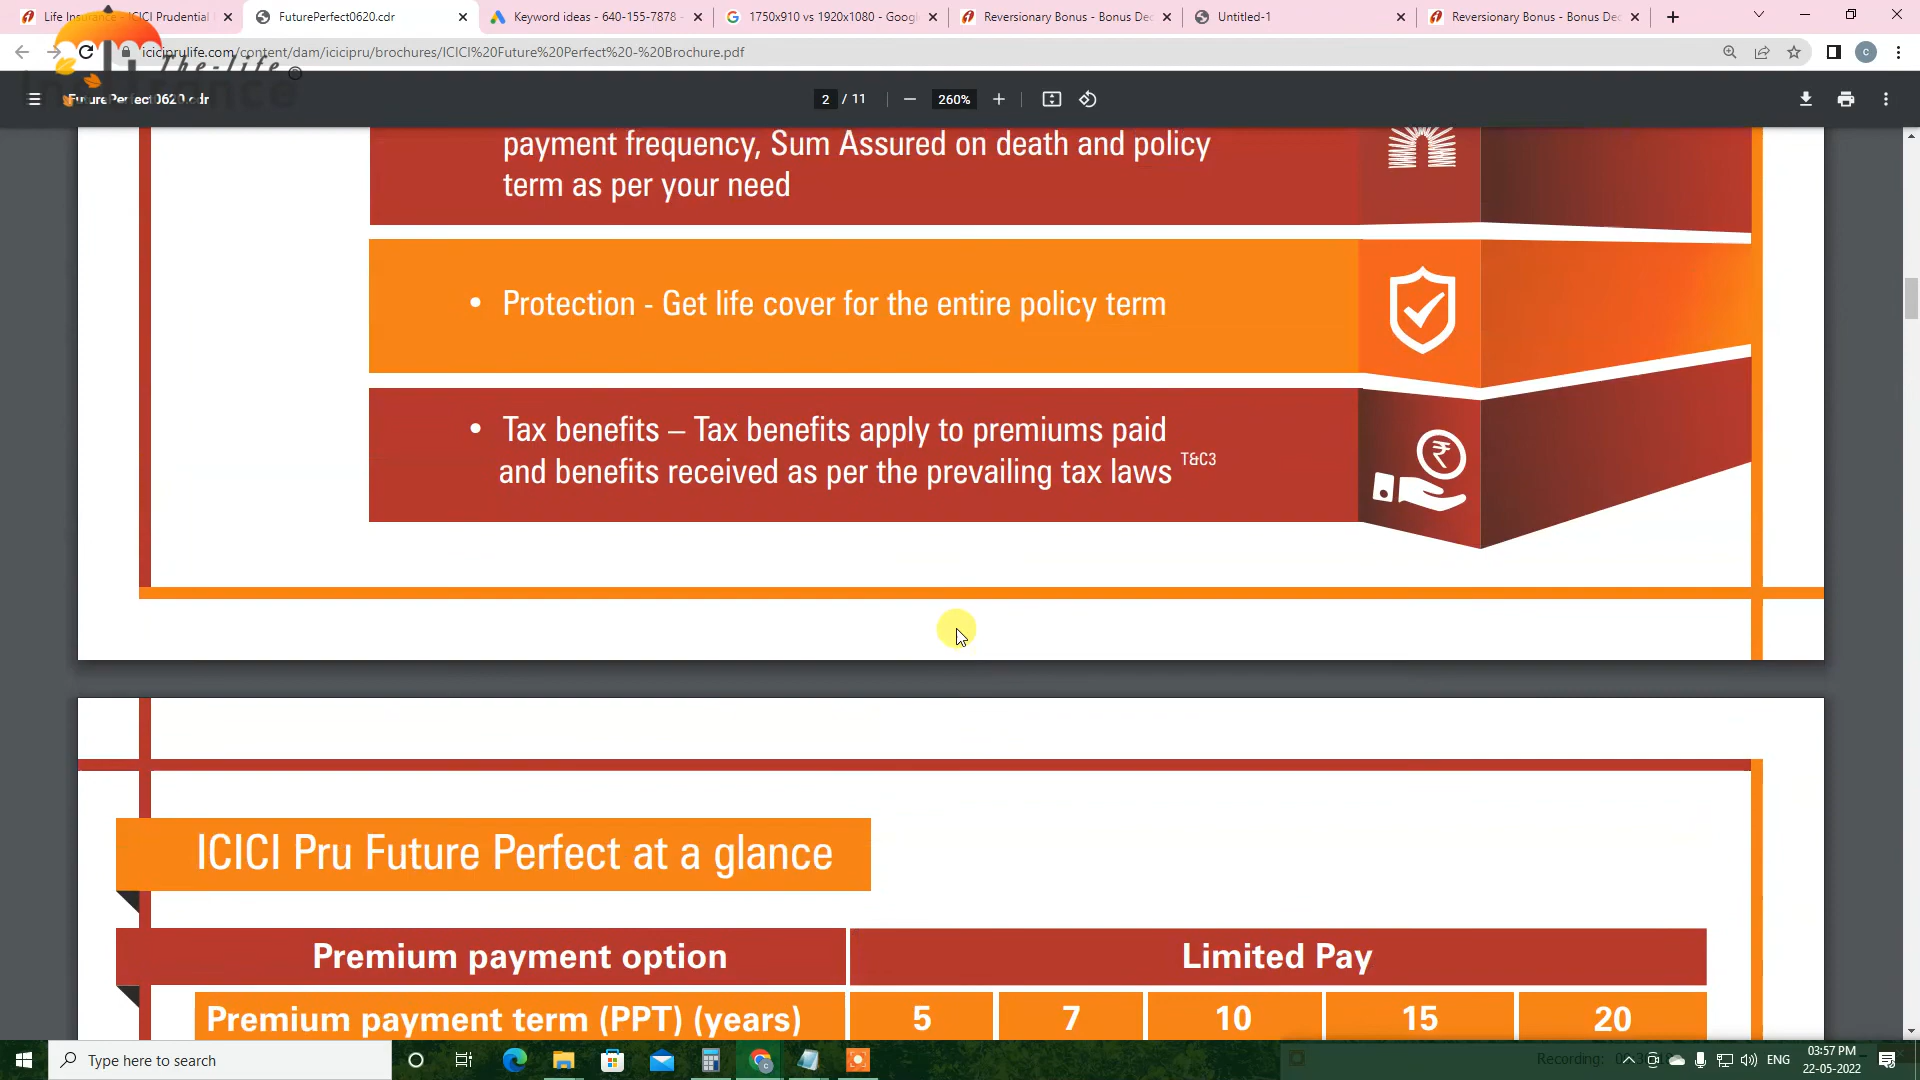 Life Insurance - ICICI Prudential
FuturePerfect0620.cdr
Keyword ideas - 640-155-7878 -
1750x910 vs 1920x1080 - Googl
Reversionary Bonus - Bonus Dec
Untitled-1
Reversionary Bonus - Bonus Dec
iciciprulife.com/content/dam/icicipru/brochures/ICICI%20Future%20Perfect%20-%20Brochure.pdf
c
The-life
FuturePerfect0620.cdr
2 / 11
260%
payment frequency, Sum Assured on death and policy
term as per your need
• Protection - Get life cover for the entire policy term
• Tax benefits – Tax benefits apply to premiums paid
and benefits received as per the prevailing tax laws T&C3
ICICI Pru Future Perfect at a glance
Premium payment option
Limited Pay
Premium payment term (PPT) (years)
5
7
10
15
20
Type here to search
Recording:
ENG
03:57 PM
22-05-2022